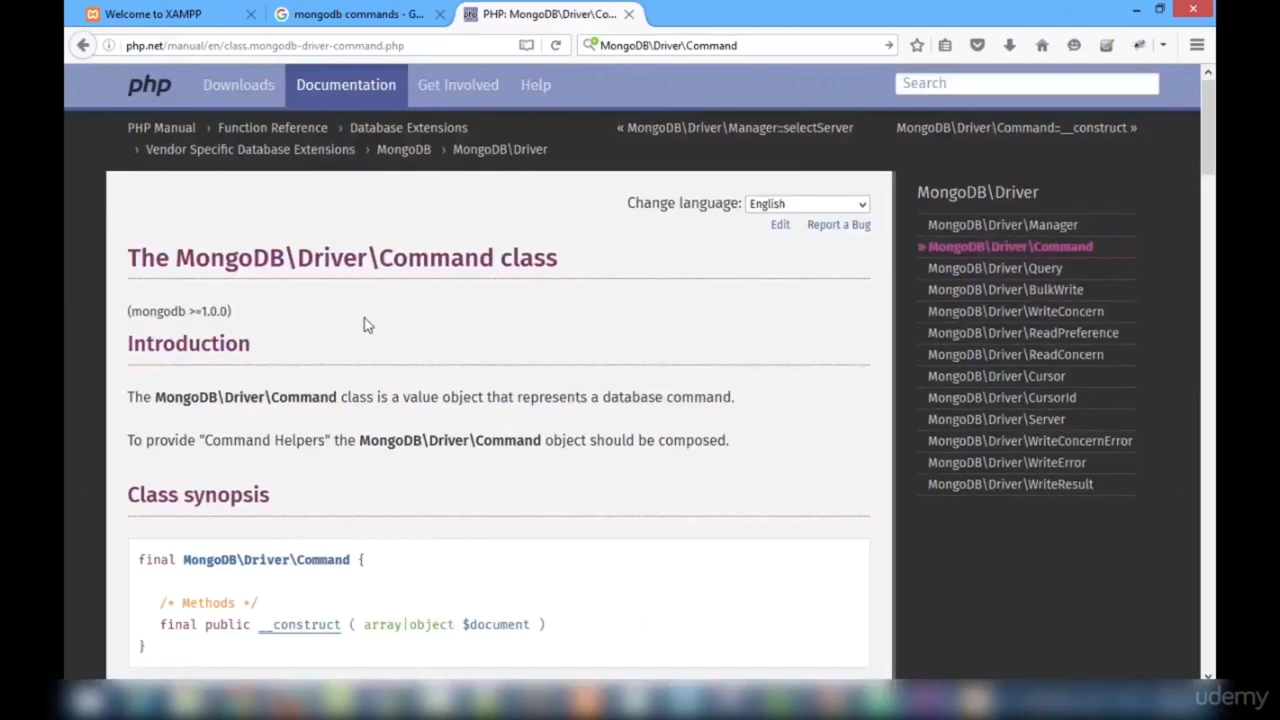 Welcome to XAMPP
mongodb commands - G...
PHP: MongoDB\Driver\Co...
php.net/manual/en/class.mongodb-driver-command.php
MongoDB\Driver\Command
php
Downloads
Documentation
Get Involved
Help
Search
PHP Manual › Function Reference › Database Extensions
› Vendor Specific Database Extensions › MongoDB › MongoDB\Driver
« MongoDB\Driver\Manager::selectServer
MongoDB\Driver\Command::__construct »
Change language: English
Edit Report a Bug
The MongoDB\Driver\Command class
(mongodb >=1.0.0)
Introduction
The MongoDB\Driver\Command class is a value object that represents a database command.
To provide "Command Helpers" the MongoDB\Driver\Command object should be composed.
Class synopsis
final MongoDB\Driver\Command {
/* Methods */
final public __construct ( array|object $document )
}
MongoDB\Driver
MongoDB\Driver\Manager
» MongoDB\Driver\Command
MongoDB\Driver\Query
MongoDB\Driver\BulkWrite
MongoDB\Driver\WriteConcern
MongoDB\Driver\ReadPreference
MongoDB\Driver\ReadConcern
MongoDB\Driver\Cursor
MongoDB\Driver\CursorId
MongoDB\Driver\Server
MongoDB\Driver\WriteConcernError
MongoDB\Driver\WriteError
MongoDB\Driver\WriteResult
udemy